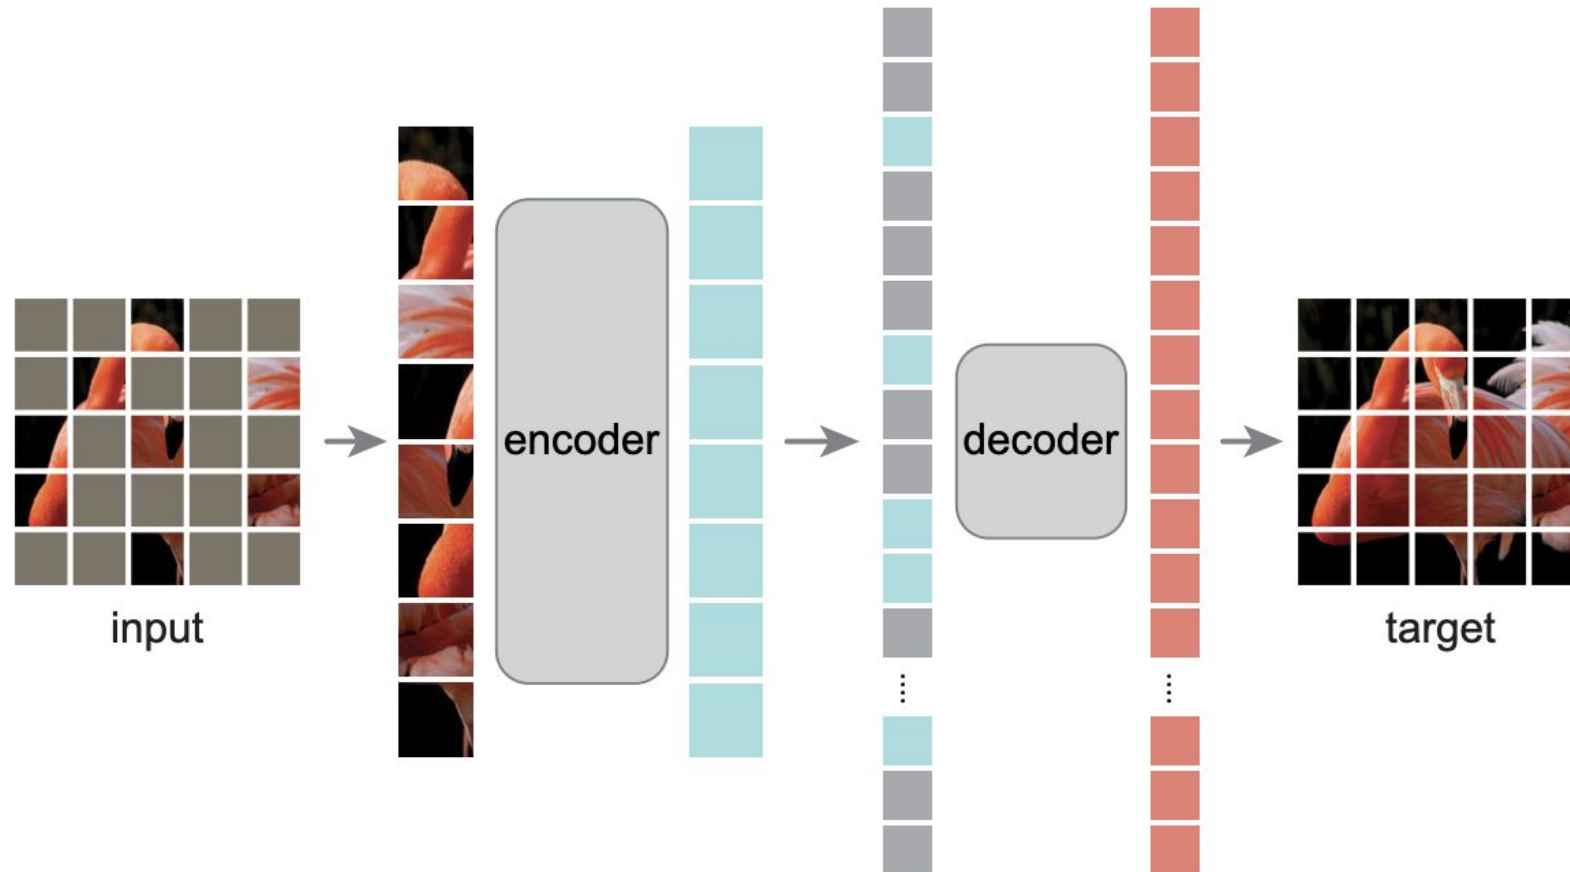 input
encoder
decoder
target